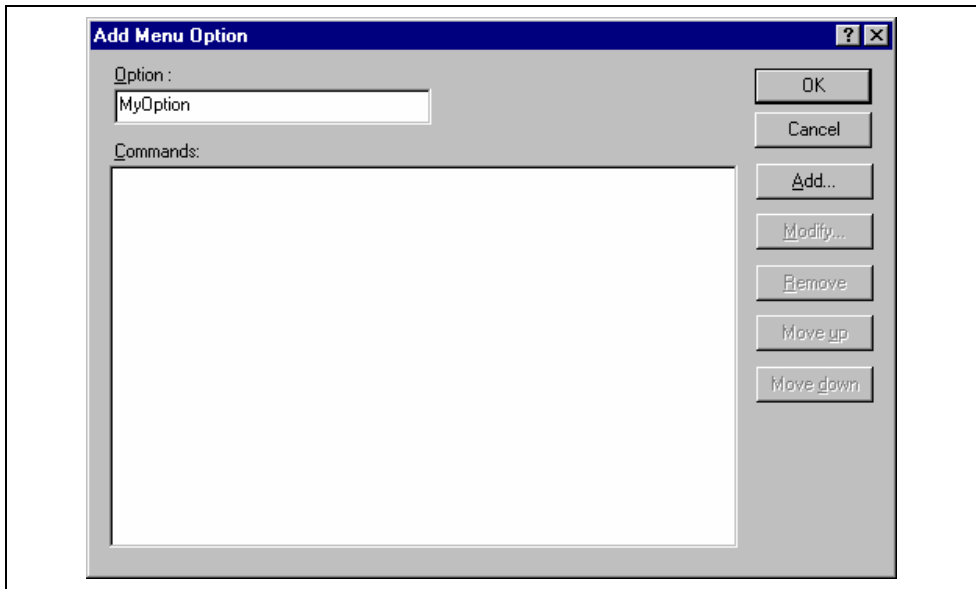 Add Menu Option
Option :
MyOption
Commands:
OK
Cancel
Add...
Modify...
Remove
Move up
Move down